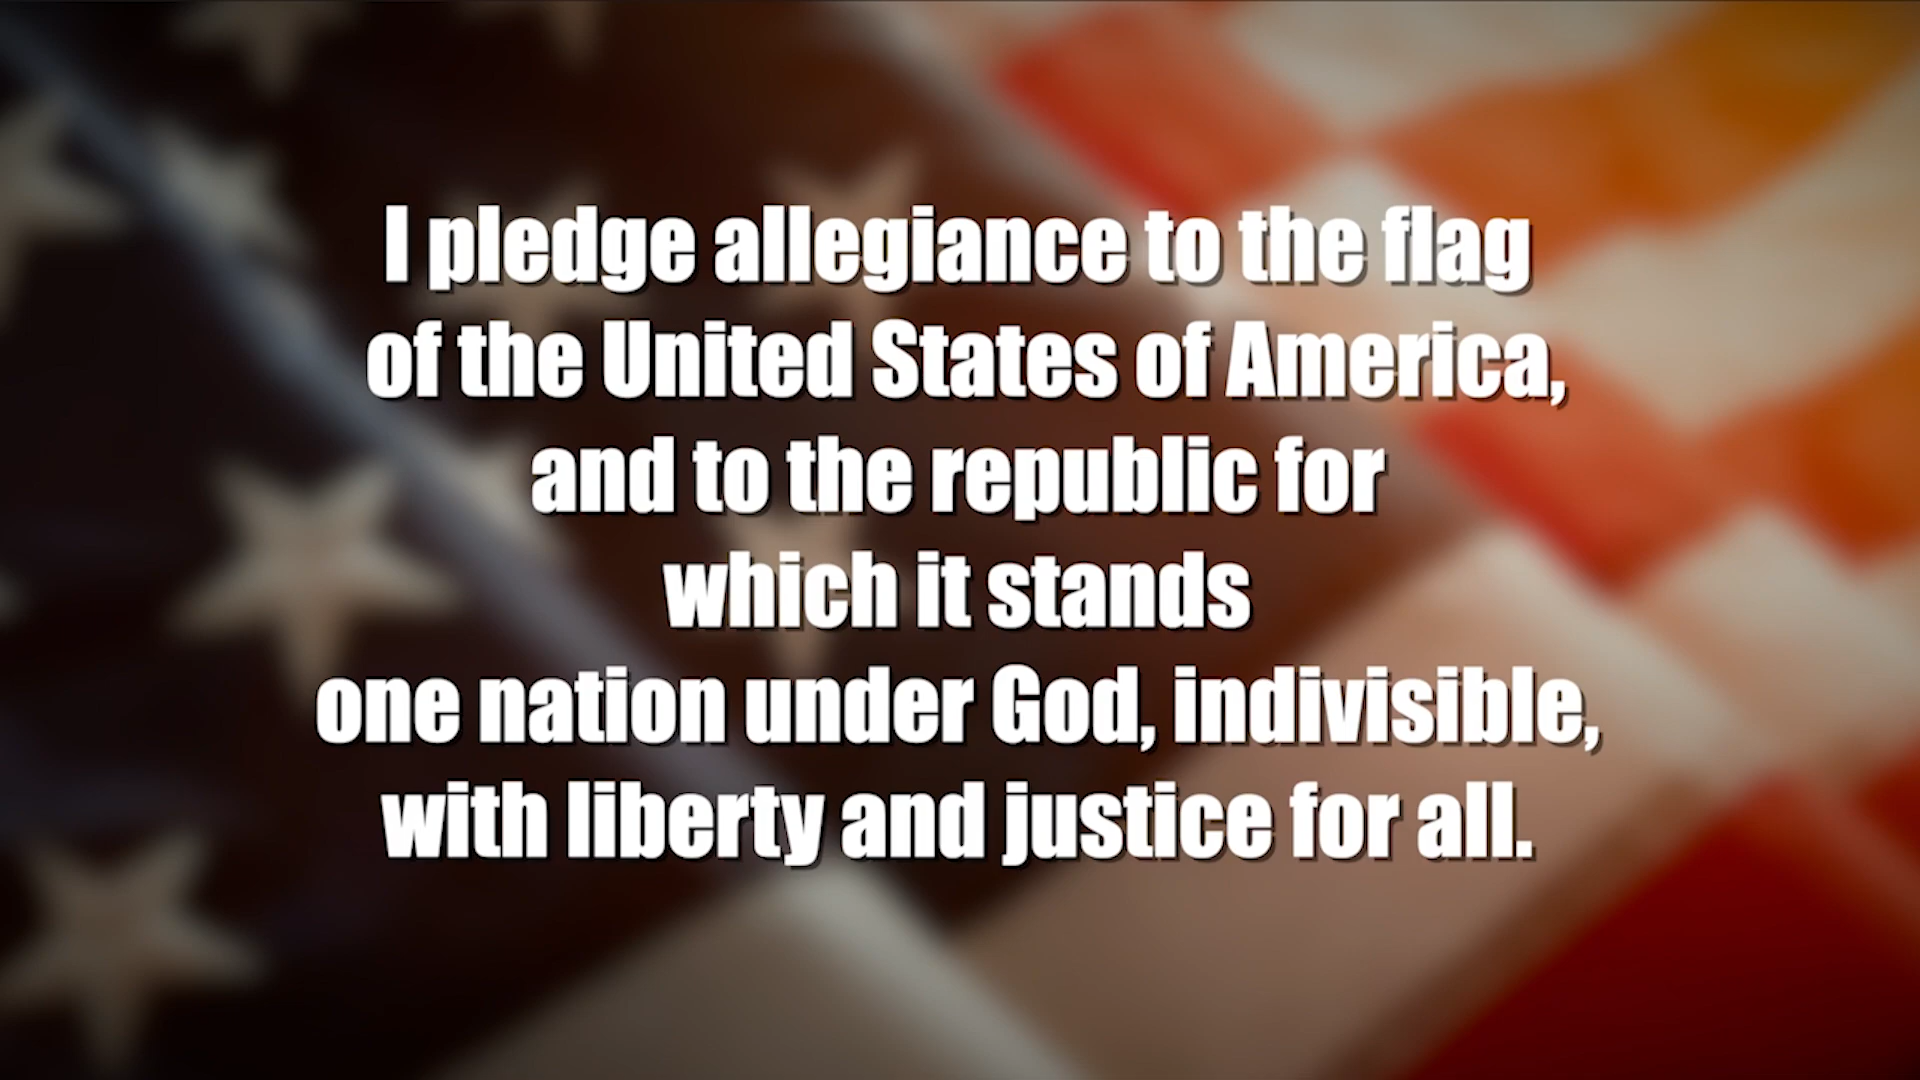 I pledge allegiance to the flag
of the United States of America,
and to the republic for
which it stands
one nation under God, indivisible,
with liberty and justice for all.